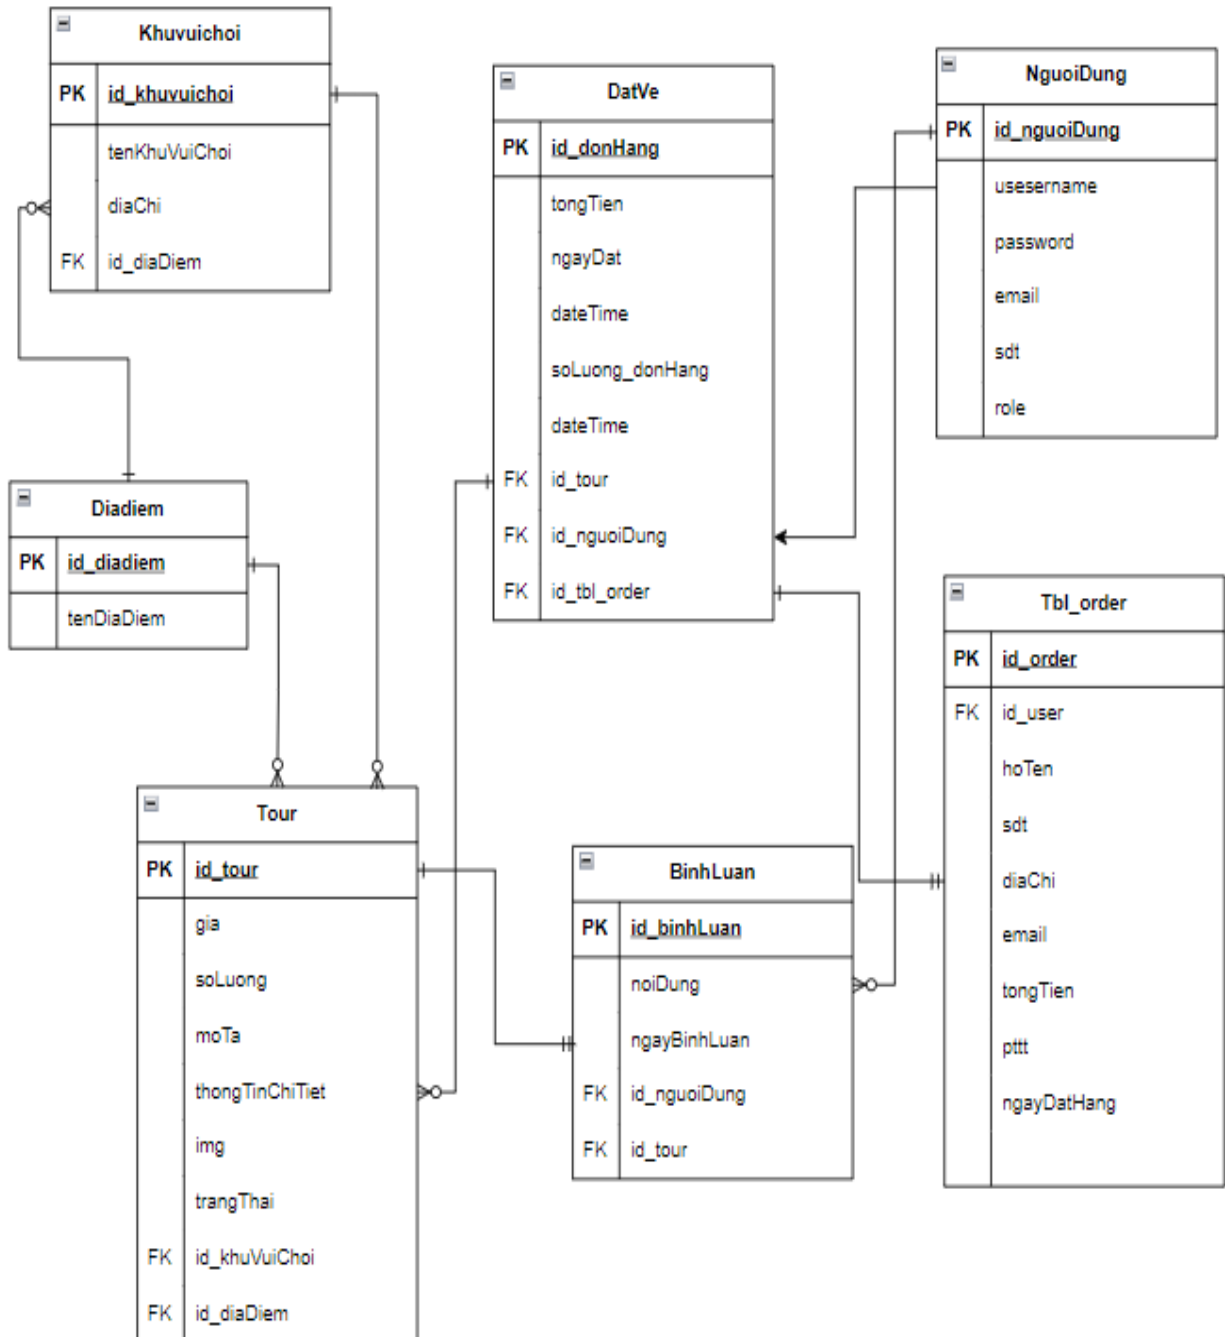 Khuvuichoi
PK id_khuvuichoi
tenKhuVuiChoi
diaChi
FK id_diaDiem
DatVe
PK id_donHang
tongTien
ngayDat
dateTime
soLuong_donHang
dateTime
FK id_tour
FK id_nguoiDung
FK id_tbl_order
NguoiDung
PK id_nguoiDung
usesername
password
email
sdt
role
Diadiem
PK id_diadiem
tenDiaDiem
Tbl_order
PK id_order
FK id_user
hoTen
sdt
diaChi
email
tongTien
pttt
ngayDatHang
Tour
PK id_tour
gia
soLuong
moTa
thongTinChiTiet
img
trangThai
FK id_khuVuiChoi
FK id_diaDiem
BinhLuan
PK id_binhLuan
noiDung
ngayBinhLuan
FK id_nguoiDung
FK id_tour